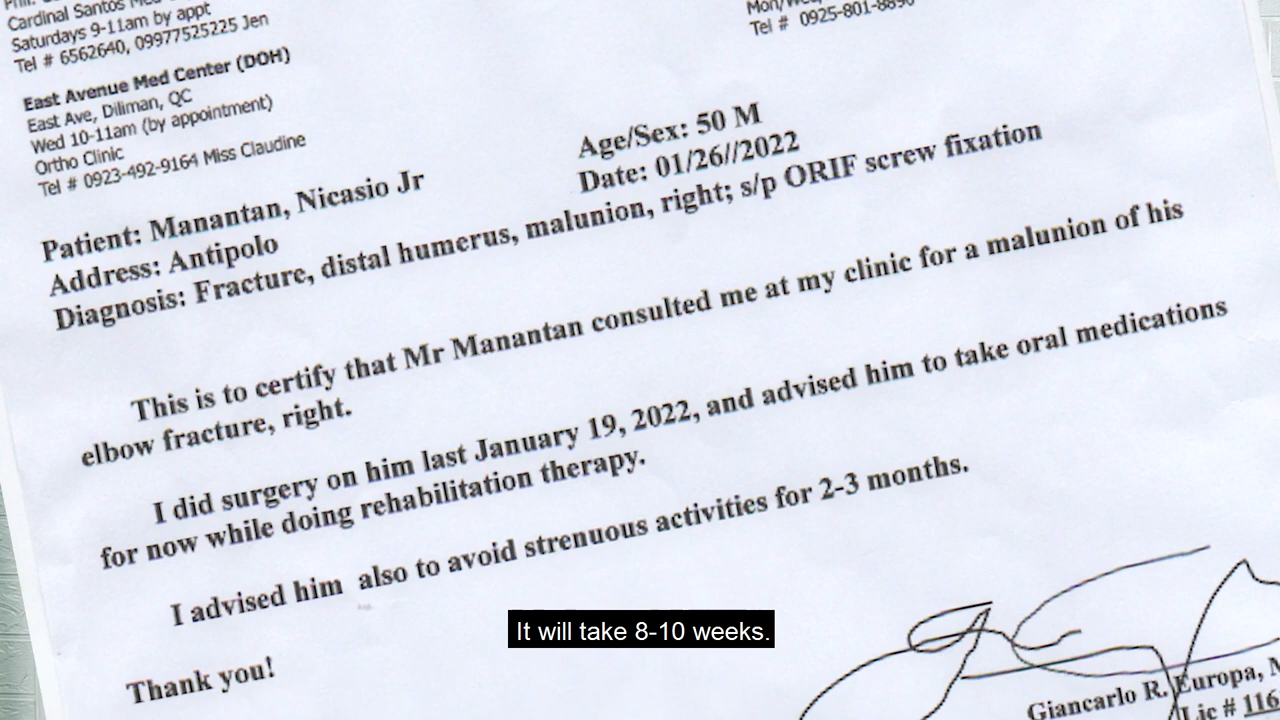 Cardinal Santos Med
Saturdays 9-11am by appt
Tel # 6562640, 09977525225 Jen
East Avenue Med Center (DOH)
East Ave, Diliman, QC
Wed 10-11am (by appointment)
Ortho Clinic
Tel # 0923-492-9164 Miss Claudine
Tel # 0925-801-8890
Age/Sex: 50 M
Date: 01/26//2022
Patient: Manantan, Nicasio Jr
Address: Antipolo
Diagnosis: Fracture, distal humerus, malunion, right; s/p ORIF screw fixation
This is to certify that Mr Manantan consulted me at my clinic for a malunion of his
elbow fracture, right.
I did surgery on him last January 19, 2022, and advised him to take oral medications
for now while doing rehabilitation therapy.
I advised him also to avoid strenuous activities for 2-3 months.
It will take 8-10 weeks.
Thank you!
Giancarlo R. Europa,
Lic # 116